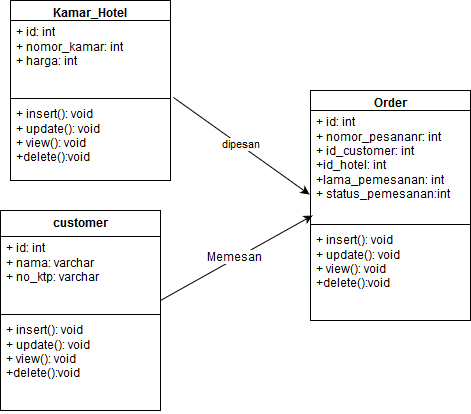 Kamar_Hotel
+ id: int
+ nomor_kamar: int
+ harga: int
+ insert(): void
+ update(): void
+ view(): void
+delete():void
dipesan
Order
+ id: int
+ nomor_pesananr: int
+ id_customer: int
+id_hotel: int
+lama_pemesanan: int
+ status_pemesanan:int
+ insert(): void
+ update(): void
+ view(): void
+delete():void
customer
+ id: int
+ nama: varchar
+ no_ktp: varchar
+ insert(): void
+ update(): void
+ view(): void
+delete():void
Memesan